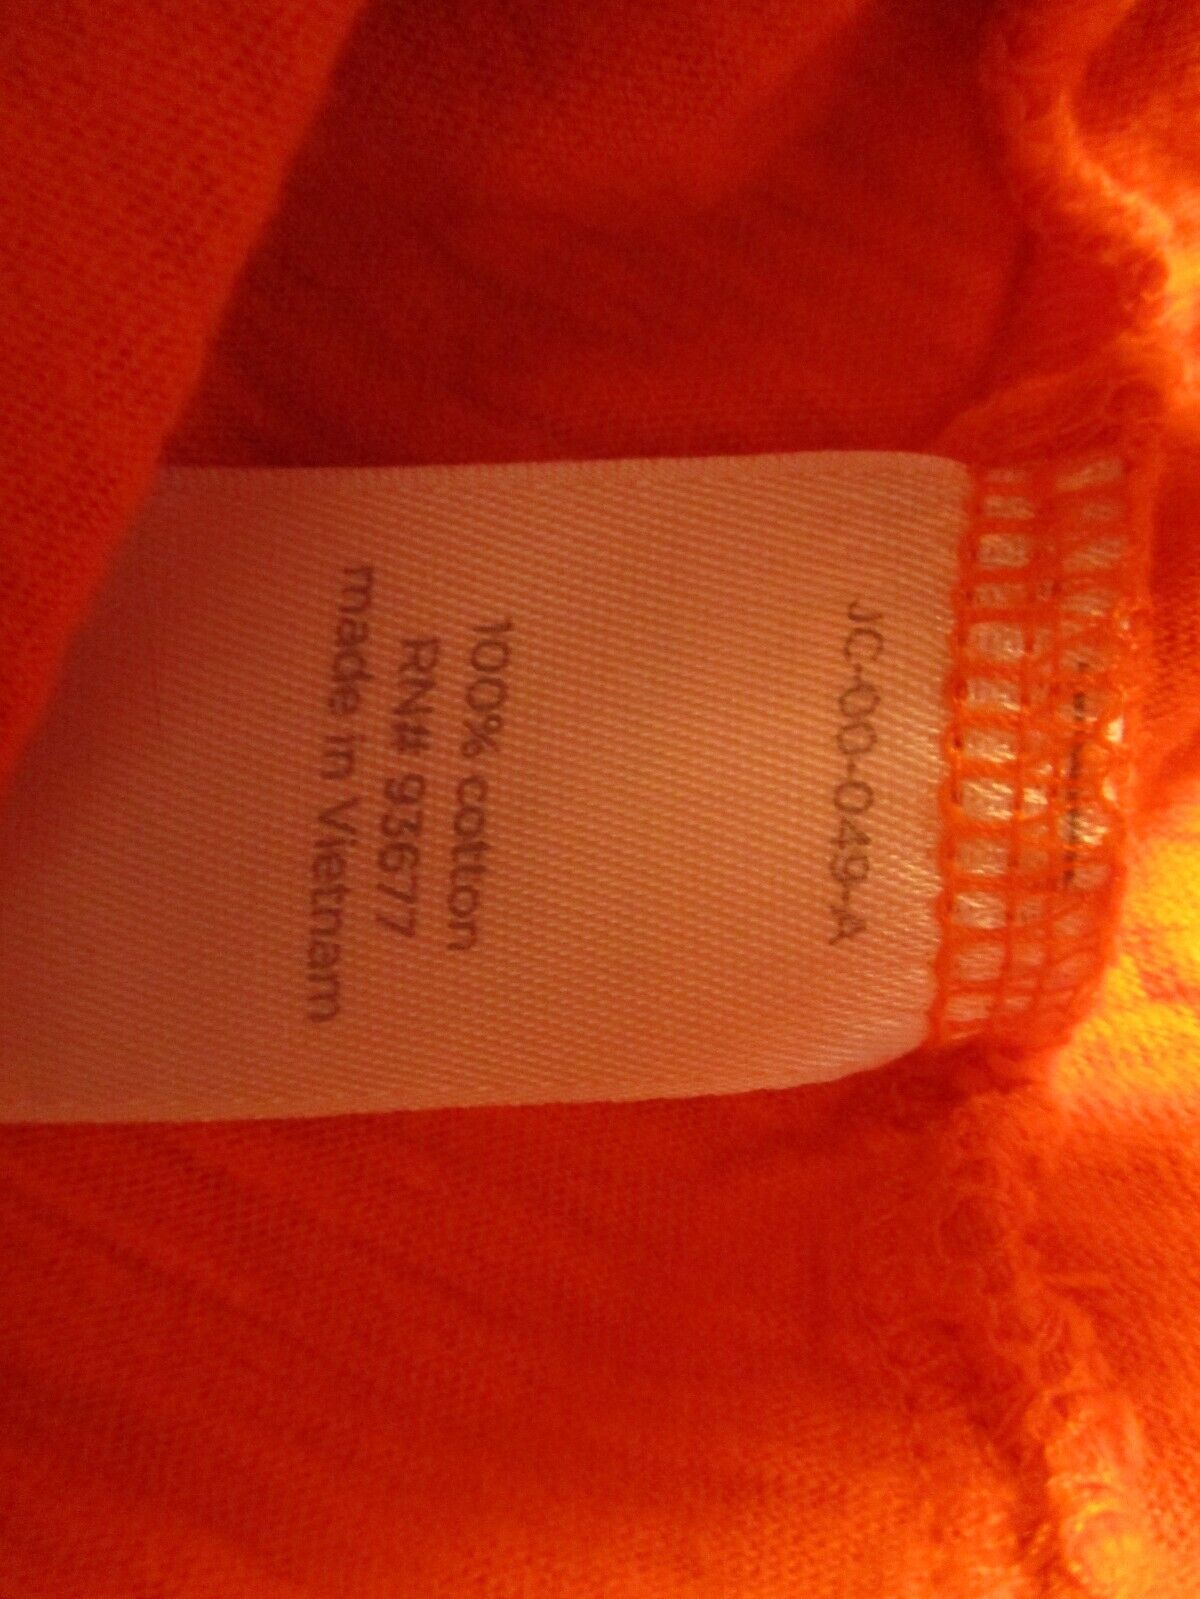 JC-00-049-A
100% cotton
RN# 93677
made in Vietnam